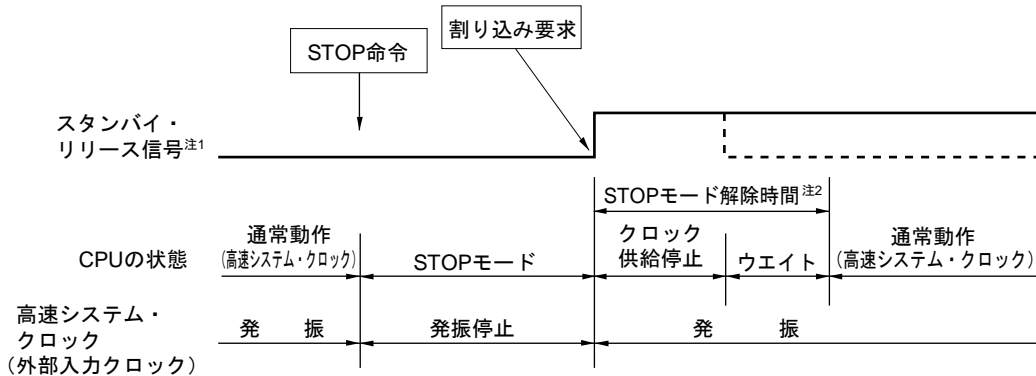 割り込み要求
STOP命令
スタンバイ・
リリース信号注1
STOPモード解除時間注2
CPUの状態
通常動作
(高速システム・クロック)
STOPモード
クロック
供給停止
ウエイト
通常動作
(高速システム・クロック)
高速システム・
クロック
(外部入力クロック)
発 振
発振停止
発 振